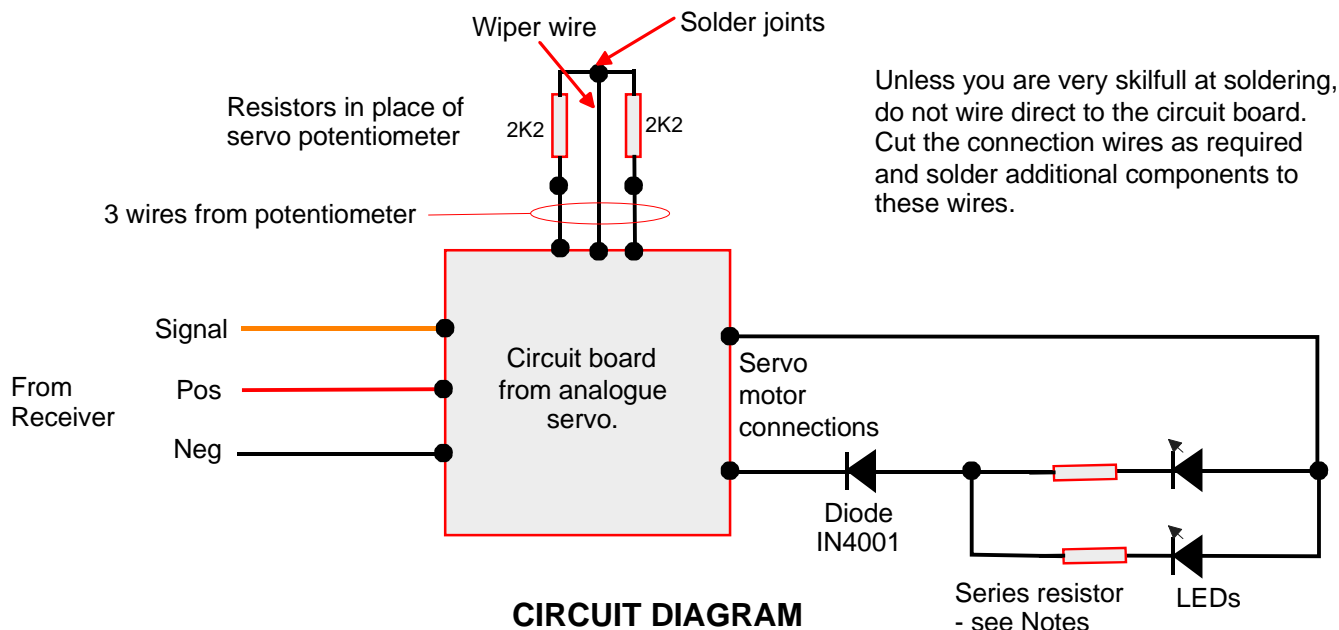 Wiper wire
Solder joints
Unless you are very skilfull at soldering,
do not wire direct to the circuit board.
Cut the connection wires as required
and solder additional components to
these wires.
Resistors in place of
servo potentiometer
2K2
2K2
3 wires from potentiometer
Signal
From
Receiver
Pos
Neg
Circuit board
from analogue
servo.
Servo
motor
connections
Diode
IN4001
Series resistor
- see Notes
LEDs
CIRCUIT DIAGRAM